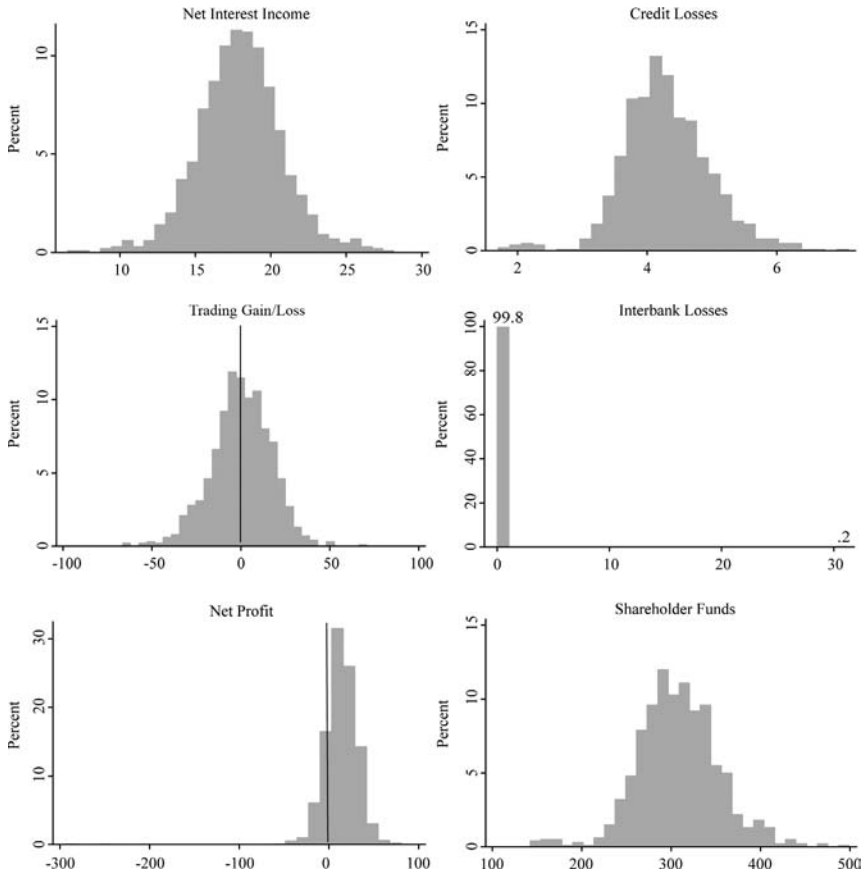 Net Interest Income
Percent
10
5
0
10 15 20 25 30
Credit Losses
Percent
15
10
5
0
2 4 6
Trading Gain/Loss
Percent
15
10
5
0
-100 -50 0 50 100
Interbank Losses
Percent
100
80
60
40
20
0
99.8
.2
0 10 20 30
Net Profit
Percent
30
20
10
0
-300 -200 -100 0 100
Shareholder Funds
Percent
15
10
5
0
100 200 300 400 500